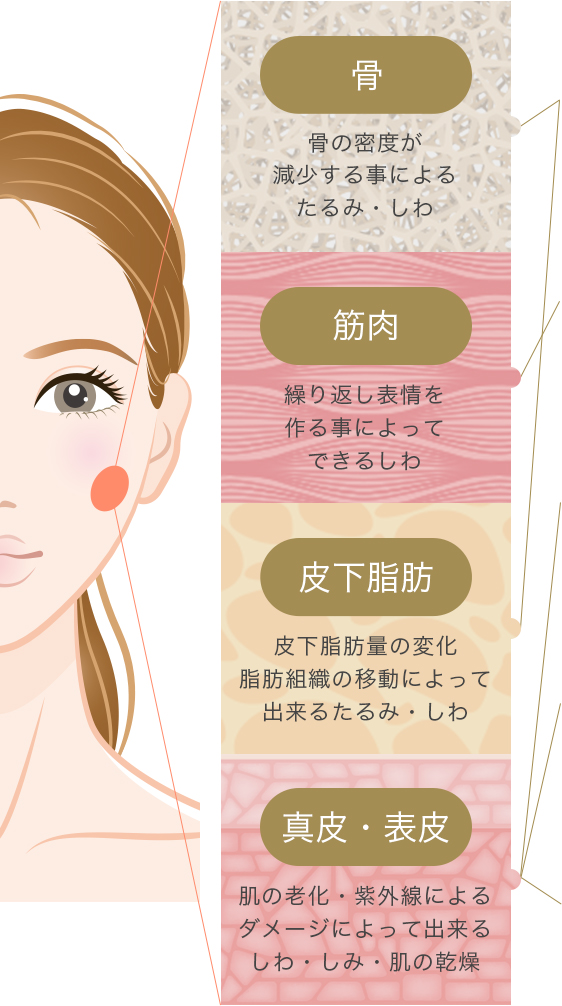 骨
骨の密度が
減少する事による
たるみ・しわ
筋肉
繰り返し表情を
作る事によって
できるしわ
皮下脂肪
皮下脂肪量の変化
脂肪組織の移動によって
出来るたるみ・しわ
真皮・表皮
肌の老化・紫外線による
ダメージによって出来る
しわ・しみ・肌の乾燥